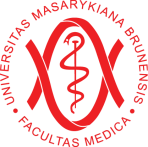 UNIVERSITAS MASARYKIANA BRUNENSIS
• FACULTAS MEDICA •